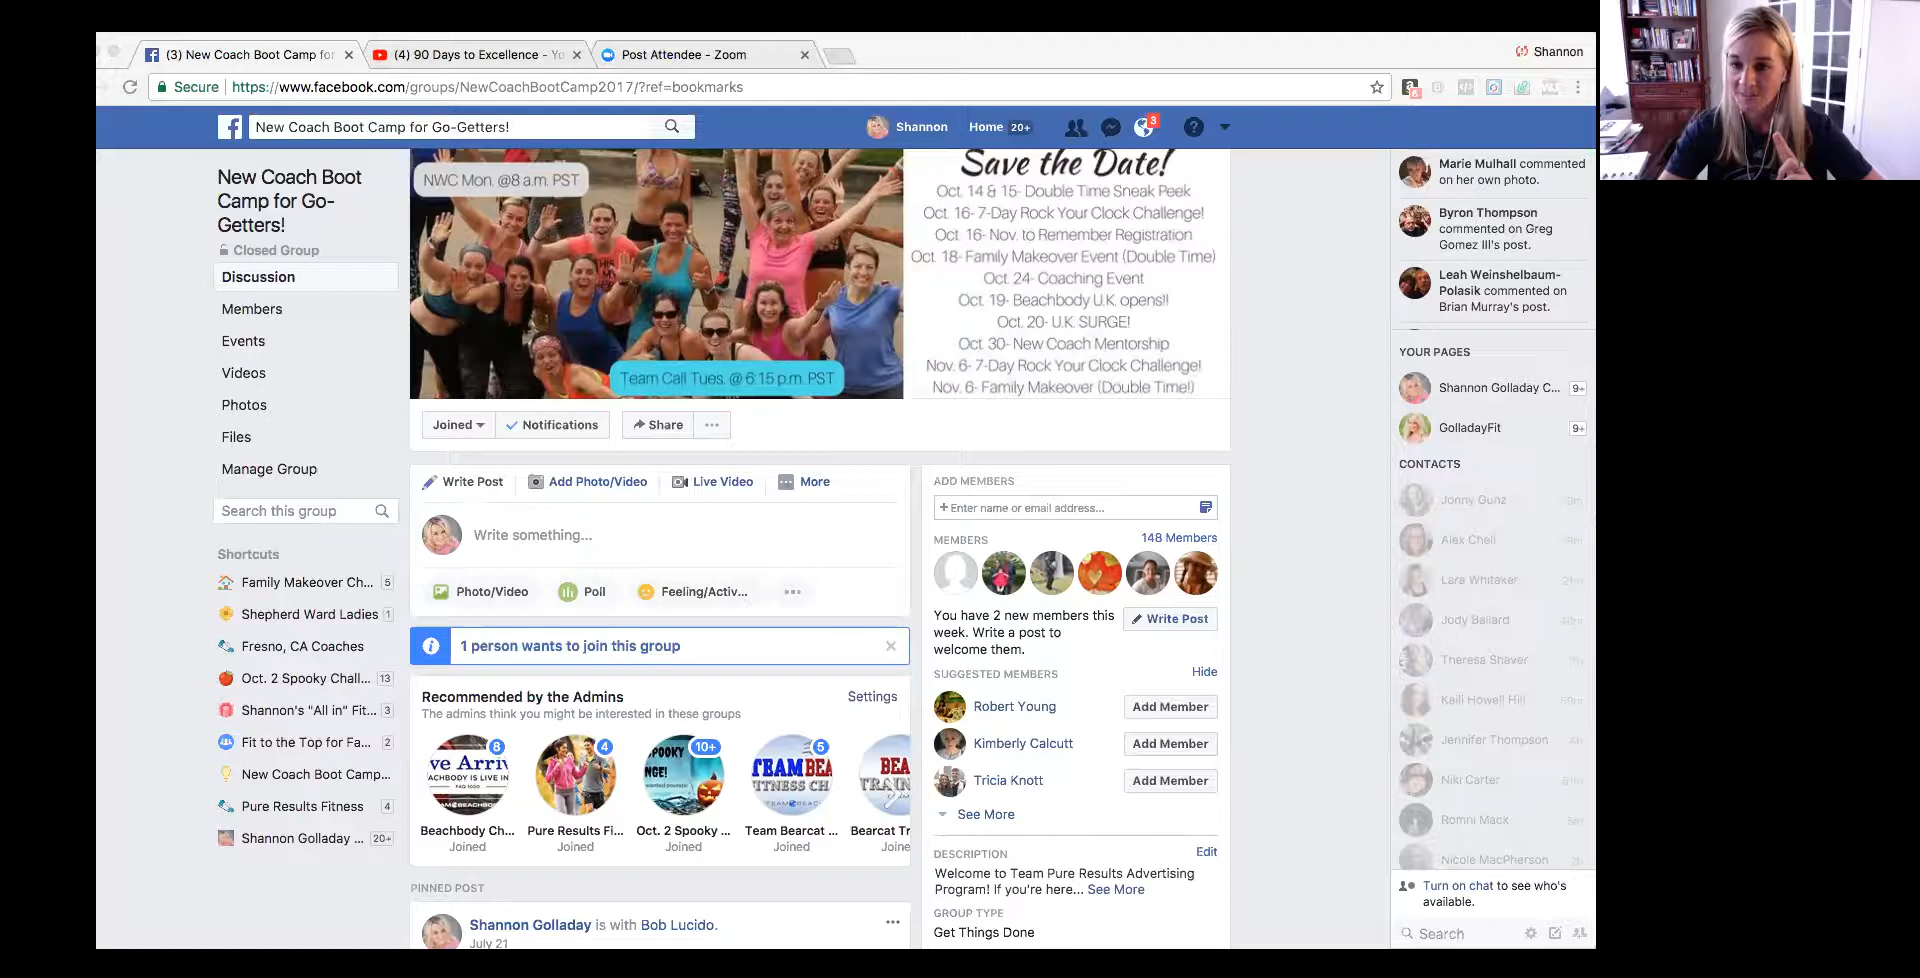 (3) New Coach Boot Camp for
(4) 90 Days to Excellence - Yo
Post Attendee - Zoom
Shannon
Secure
https://www.facebook.com/groups/NewCoachBootCamp2017/?ref=bookmarks
New Coach Boot Camp for Go-Getters!
Shannon
Home 20+
3
New Coach Boot
Camp for Go-
Getters!
Closed Group
Discussion
Members
Events
Videos
Photos
Files
Manage Group
Search this group
Shortcuts
Family Makeover Ch... 5
Shepherd Ward Ladies 1
Fresno, CA Coaches
Oct. 2 Spooky Chall... 13
Shannon's "All in" Fit... 3
Fit to the Top for Fa... 2
New Coach Boot Camp...
Pure Results Fitness 4
Shannon Golladay ... 20+
NWC Mon. @8 a.m. PST
Team Call Tues. @ 6:15 p.m. PST
Save the Date!
Oct. 14 & 15- Double Time Sneak Peek
Oct. 16- 7-Day Rock Your Clock Challenge!
Oct. 16- Nov. to Remember Registration
Oct. 18- Family Makeover Event (Double Time)
Oct. 24- Coaching Event
Oct. 19- Beachbody U.K. opens!!
Oct. 20- U.K. SURGE!
Oct. 30- New Coach Mentorship
Nov. 6- 7-Day Rock Your Clock Challenge!
Nov. 6- Family Makeover (Double Time!)
Joined
Notifications
Share
Write Post
Add Photo/Video
Live Video
More
Write something...
Photo/Video
Poll
Feeling/Activ...
1 person wants to join this group
Recommended by the Admins
Settings
The admins think you might be interested in these groups
8
4
10+
5
Beachbody Ch...
Pure Results Fi...
Oct. 2 Spooky ...
Team Bearcat ...
Bearcat Tr
Joined
Joined
Joined
Joined
Joine
PINNED POST
Shannon Golladay is with Bob Lucido.
July 21
ADD MEMBERS
+ Enter name or email address...
MEMBERS
148 Members
You have 2 new members this
week. Write a post to
welcome them.
Write Post
SUGGESTED MEMBERS
Hide
Robert Young
Add Member
Kimberly Calcutt
Add Member
Tricia Knott
Add Member
See More
DESCRIPTION
Edit
Welcome to Team Pure Results Advertising
Program! If you're here... See More
GROUP TYPE
Get Things Done
Marie Mulhall commented
on her own photo.
Byron Thompson
commented on Greg
Gomez III's post.
Leah Weinshelbaum-
Polasik commented on
Brian Murray's post.
YOUR PAGES
Shannon Golladay C... 9+
GolladayFit 9+
CONTACTS
Jonny Gunz
Alex Chell
Lara Whitaker
Jody Ballard
Theresa Shaver
Kaili Howell Hill
Jennifer Thompson
Niki Carter
Romni Mack
Nicole MacPherson
Turn on chat to see who's
available.
Search